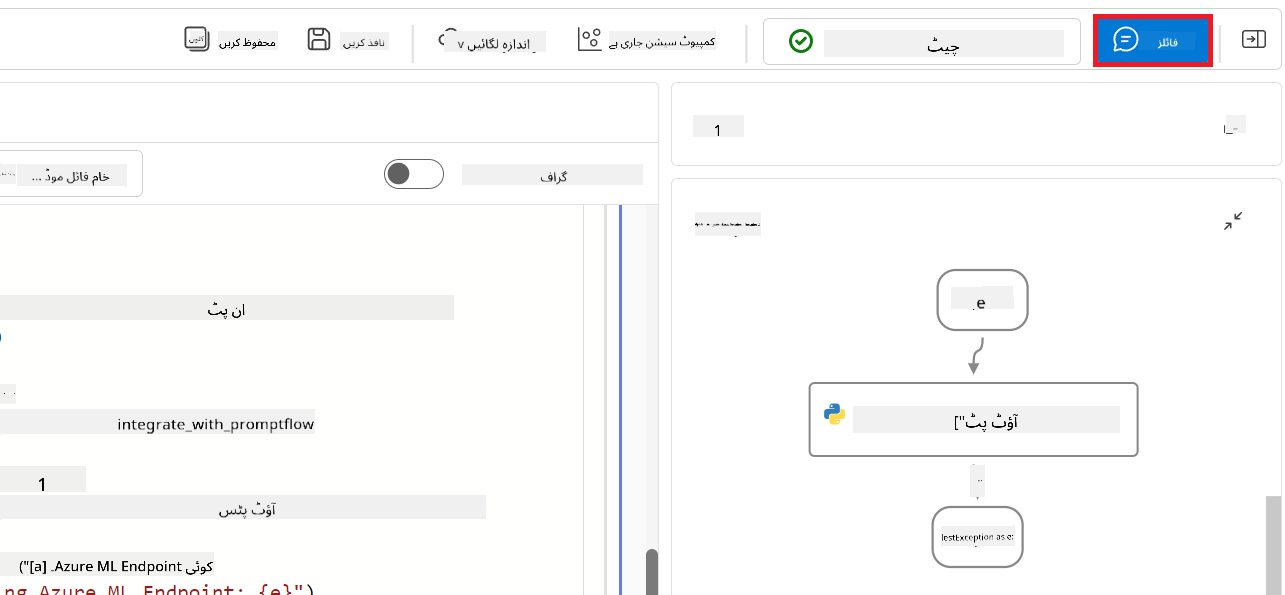 کلون محفوظ کریں نافذ کریں اندازہ لگائیں v کمپیوٹ سیشن جاری ہے چیٹ فائلز
1
خام فائل موڈ ... گراف
ان پٹ
e
آؤٹ پٹ"]
integrate_with_promptflow
1
آؤٹ پٹس
lestException as e:
کوئی Azure ML Endpoint. [a]")
ng Azure ML Endpoint: {e}")